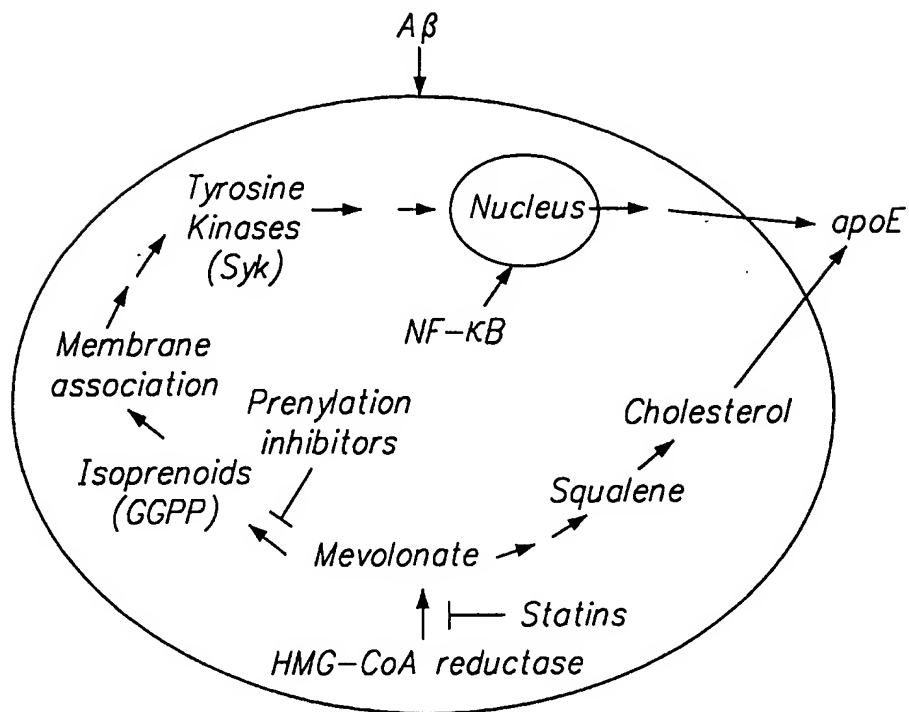 Aβ
Tyrosine
Kinases
(Syk)
Nucleus
apoE
NF-κB
Membrane
association
Prenylation
inhibitors
Cholesterol
Isoprenoids
(GGPP)
Squalene
Mevolonate
Statins
HMG-CoA reductase